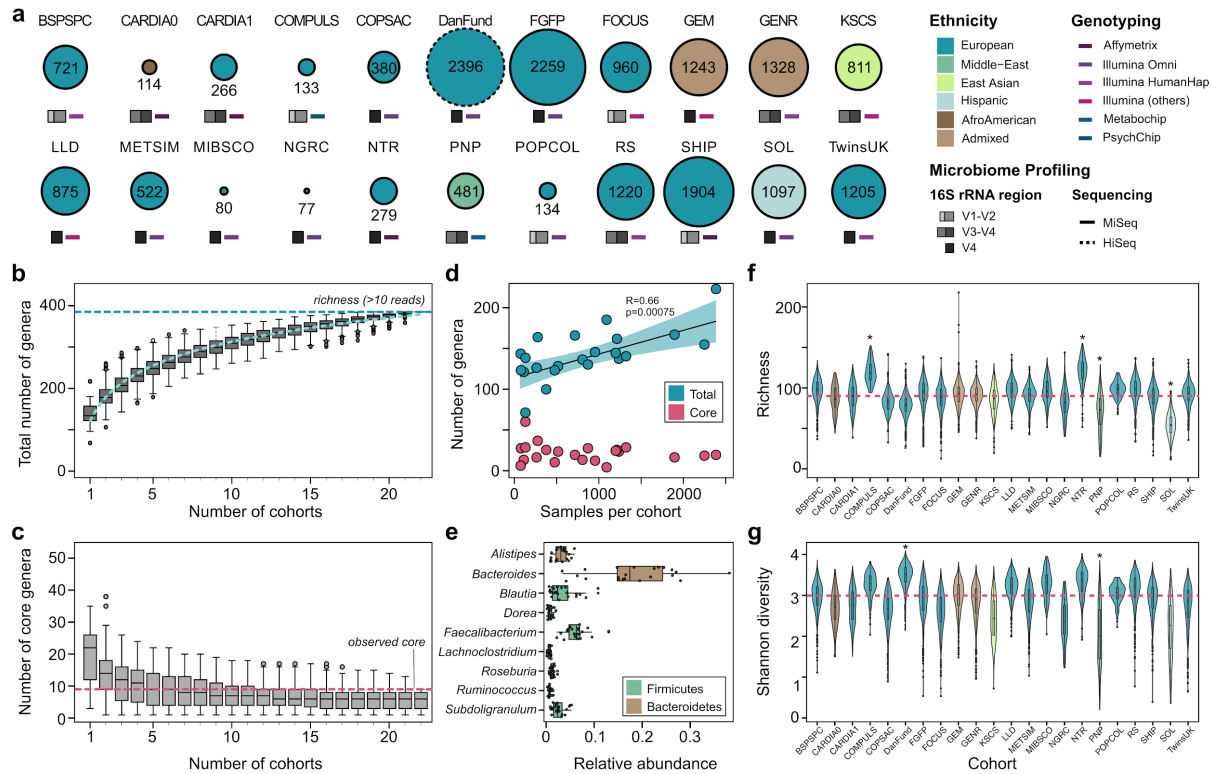 a
BSPSPC CARDIA0 CARDIA1 COMPULS COPSAC DanFund FGFP FOCUS GEM GENR KSCS
721 114 266 133 380 2396 2259 960 1243 1328 811
LLD METSIM MIBSCO NGRC NTR PNP POPCOL RS SHIP SOL TwinsUK
875 522 80 77 279 481 134 1220 1904 1097 1205
Ethnicity
European
Middle-East
East Asian
Hispanic
AfroAmerican
Admixed
Genotyping
Affymetrix
Illumina Omni
Illumina HumanHap
Illumina (others)
Metabochip
PsychChip
Microbiome Profiling
16S rRNA region
V1-V2
V3-V4
V4
Sequencing
MiSeq
HiSeq
b
richness (>10 reads)
Total number of genera
400
200
0
1 5 10 15 20
Number of cohorts
c
observed core
Number of core genera
50
40
30
20
10
0
1 5 10 15 20
Number of cohorts
d
R=0.66
p=0.00075
Number of genera
200
100
0
Total
Core
0 1000 2000
Samples per cohort
e
Alistipes
Bacteroides
Blautia
Dorea
Faecalibacterium
Lachnoclostridium
Roseburia
Ruminococcus
Subdoligranulum
Firmicutes
Bacteroidetes
0 0.1 0.2 0.3
Relative abundance
f
Richness
200
100
0
* * * *
BSPSPC CARDIA0 CARDIA1 COMPULS COPSAC DanFund FGFP FOCUS GEM GENR KSCS LLD METSIM MIBSCO NGRC NTR PNP POPCOL RS SHIP SOL TwinsUK
g
Shannon diversity
4
3
2
1
0
* *
BSPSPC CARDIA0 CARDIA1 COMPULS COPSAC DanFund FGFP FOCUS GEM GENR KSCS LLD METSIM MIBSCO NGRC NTR PNP POPCOL RS SHIP SOL TwinsUK
Cohort